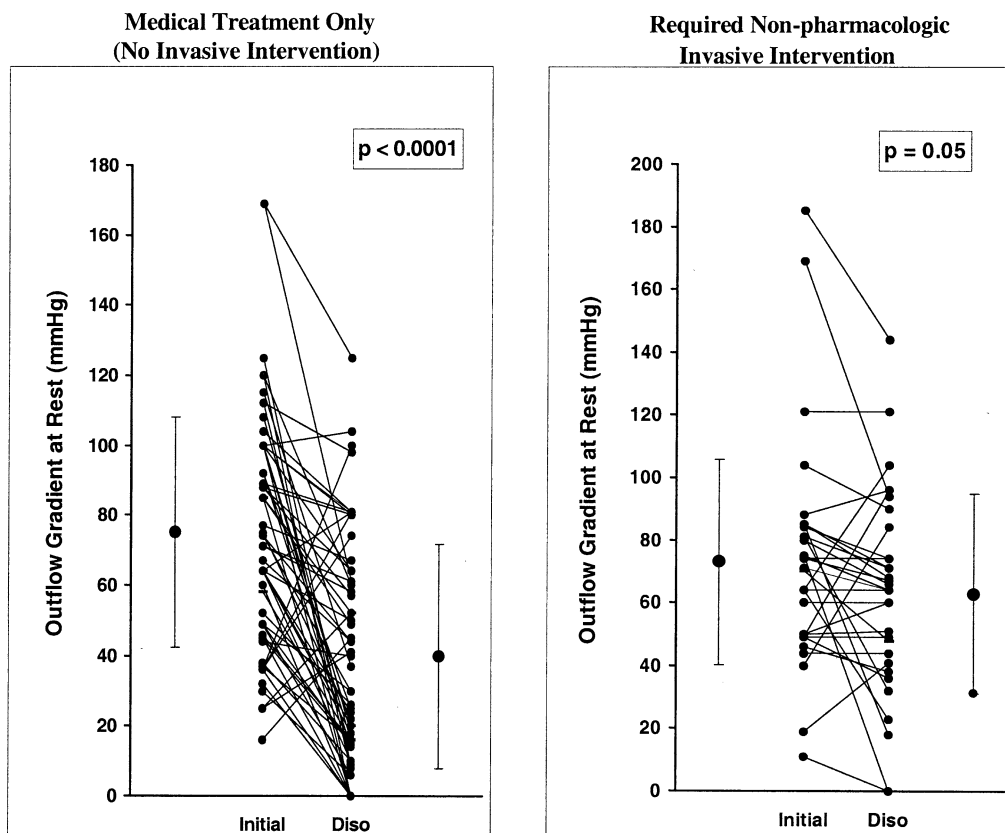 Medical Treatment Only
(No Invasive Intervention)
p < 0.0001
180
160
140
120
100
80
60
40
20
0
Outflow Gradient at Rest (mmHg)
Initial Diso
Required Non-pharmacologic
Invasive Intervention
p = 0.05
200
180
160
140
120
100
80
60
40
20
0
Outflow Gradient at Rest (mmHg)
Initial Diso